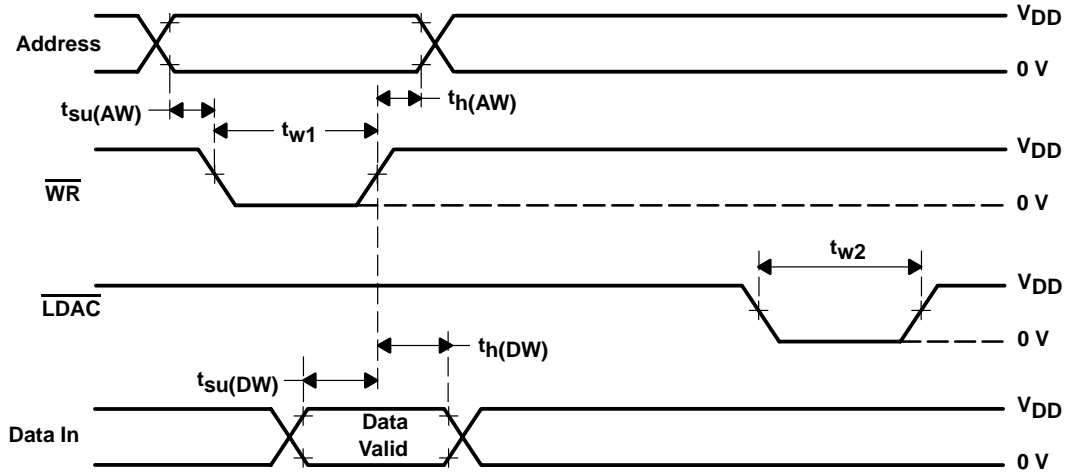 VDD
Address
0 V
tsu(AW)
th(AW)
tw1
VDD
WR
0 V
tw2
VDD
LDAC
0 V
th(DW)
tsu(DW)
VDD
Data In
Data
Valid
0 V